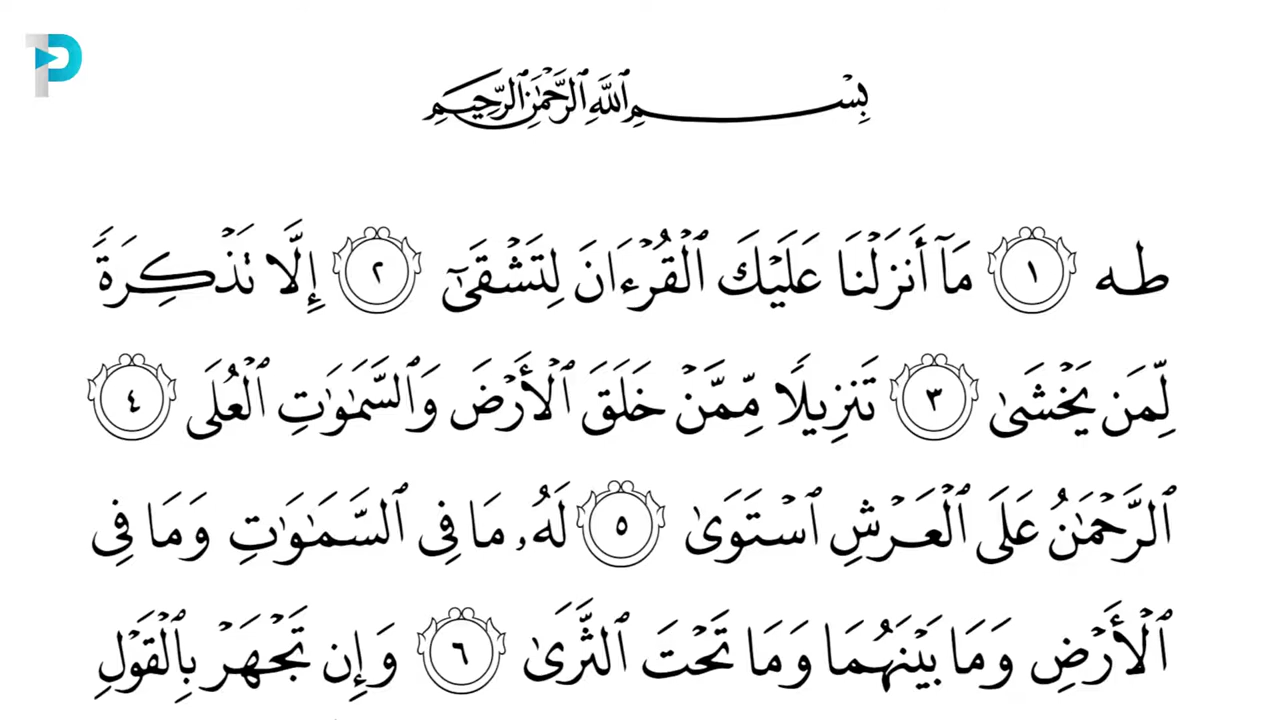 بِسْمِ ٱللَّهِ ٱلرَّحْمَٰنِ ٱلرَّحِيمِ
طه ١ مَآ أَنزَلْنَا عَلَيْكَ ٱلْقُرْءَانَ لِتَشْقَىٰٓ ٢ إِلَّا تَذْكِرَةً
لِّمَن يَخْشَىٰ ٣ تَنزِيلًا مِّمَّنْ خَلَقَ ٱلْأَرْضَ وَٱلسَّمَٰوَٰتِ ٱلْعُلَى ٤
ٱلرَّحْمَٰنُ عَلَى ٱلْعَرْشِ ٱسْتَوَىٰ ٥ لَهُۥ مَا فِى ٱلسَّمَٰوَٰتِ وَمَا فِى
ٱلْأَرْضِ وَمَا بَيْنَهُمَا وَمَا تَحْتَ ٱلثَّرَىٰ ٦ وَإِن تَجْهَرْ بِٱلْقَوْلِ